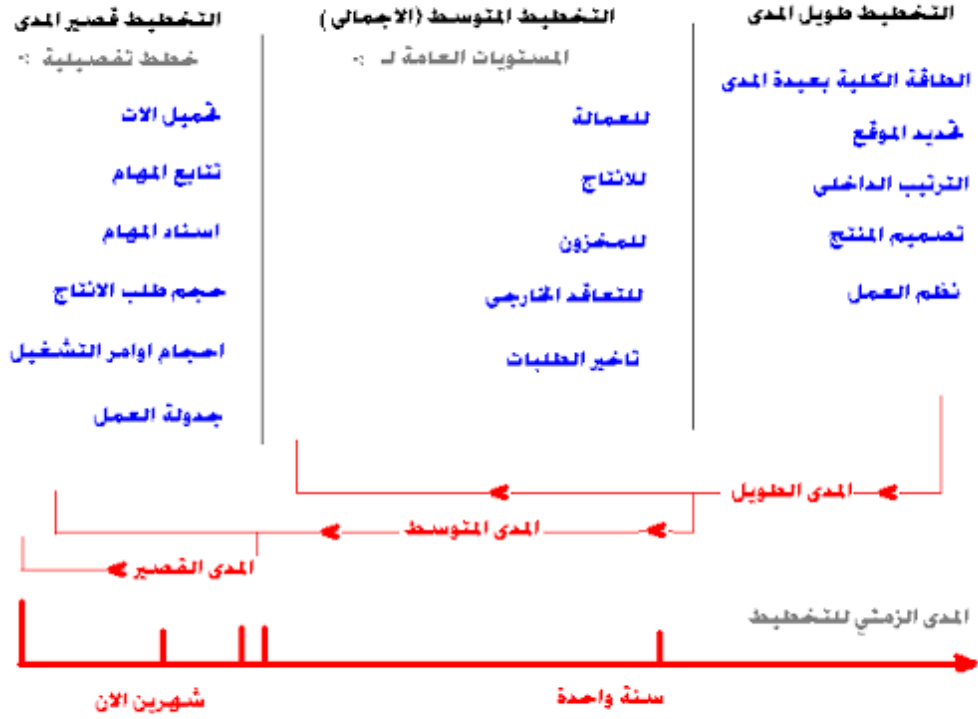 التخطيط طويل المدى
الطاقة الكلية بعيدة المدى
تحديد الموقع
الترتيب الداخلى
تصميم المنتج
نظم العمل
التخطيط المتوسط (الاجمالى)
المستويات العامة لـ :-
للعمالة
للانتاج
للمخزون
للتعاقد الخارجى
تاخير الطلبات
التخطيط قصير المدى
خطط تفصيلية :-
تحميل الات
تتابع المهام
اسناد المهام
حجم طلب الانتاج
احجام اوامر التشغيل
جدولة العمل
المدى الطويل
المدى المتوسط
المدى القصير
المدى الزمني للتخطيط
سنة واحدة
شهرين الان